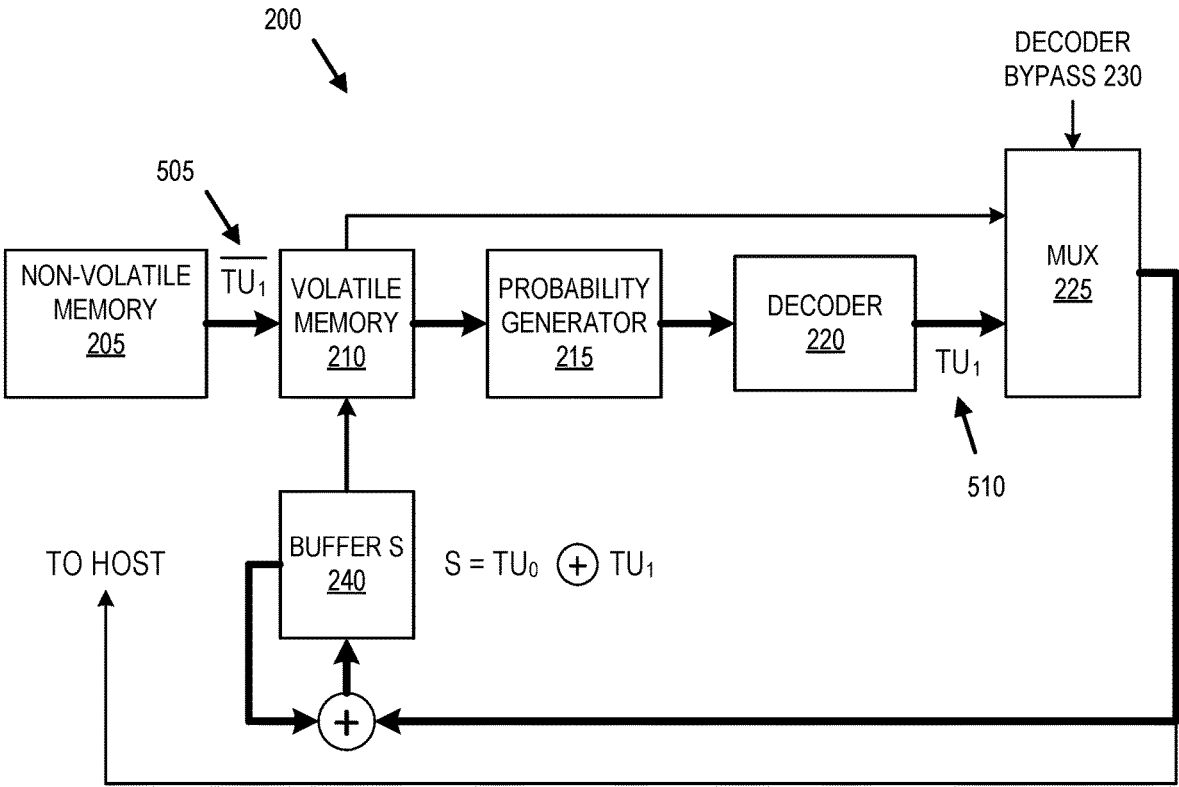 200
DECODER
BYPASS 230
505
TU₁
NON-VOLATILE
MEMORY
205
VOLATILE
MEMORY
210
PROBABILITY
GENERATOR
215
DECODER
220
TU₁
MUX
225
510
BUFFER S
240
S = TU₀ ⊕ TU₁
TO HOST
+